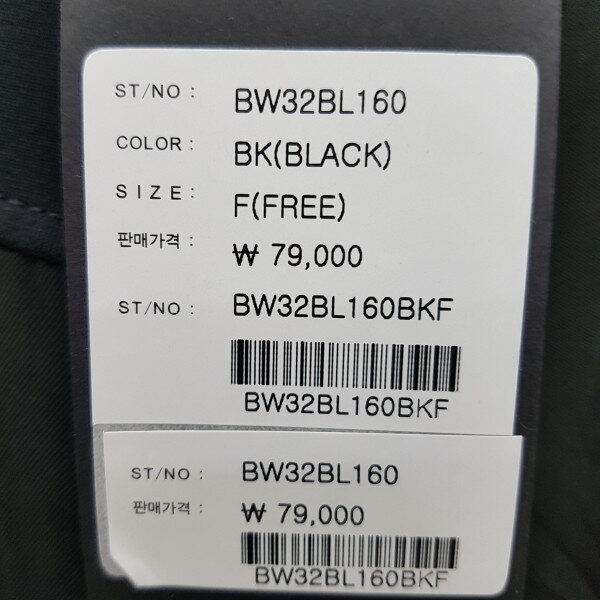 ST/NO : BW32BL160
COLOR : BK(BLACK)
SIZE : F(FREE)
판매가격 : ₩ 79,000
ST/NO : BW32BL160BKF
BW32BL160BKF
ST/NO : BW32BL160
판매가격 : ₩ 79,000
BW32BL160BKF